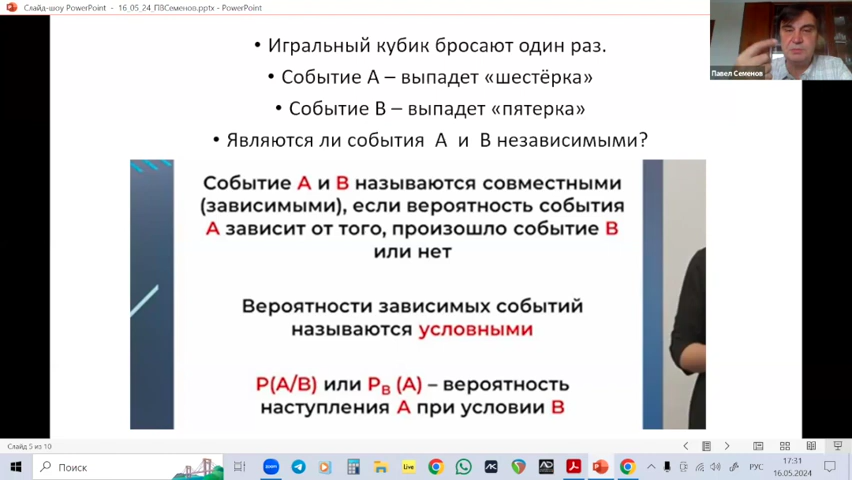 Слайд-шоу PowerPoint - 16_05_24_ПВСеменов.pptx - PowerPoint
• Игральный кубик бросают один раз.
• Событие А – выпадет «шестёрка»
• Событие В – выпадет «пятерка»
• Являются ли события А и В независимыми?
Павел Семенов
Событие А и В называются совместными
(зависимыми), если вероятность события
А зависит от того, произошло событие В
или нет
Вероятности зависимых событий
называются условными
P(A/B) или PB (A) – вероятность
наступления А при условии В
Слайд 5 из 10
Поиск
Live
РУС
17:31
16.05.2024